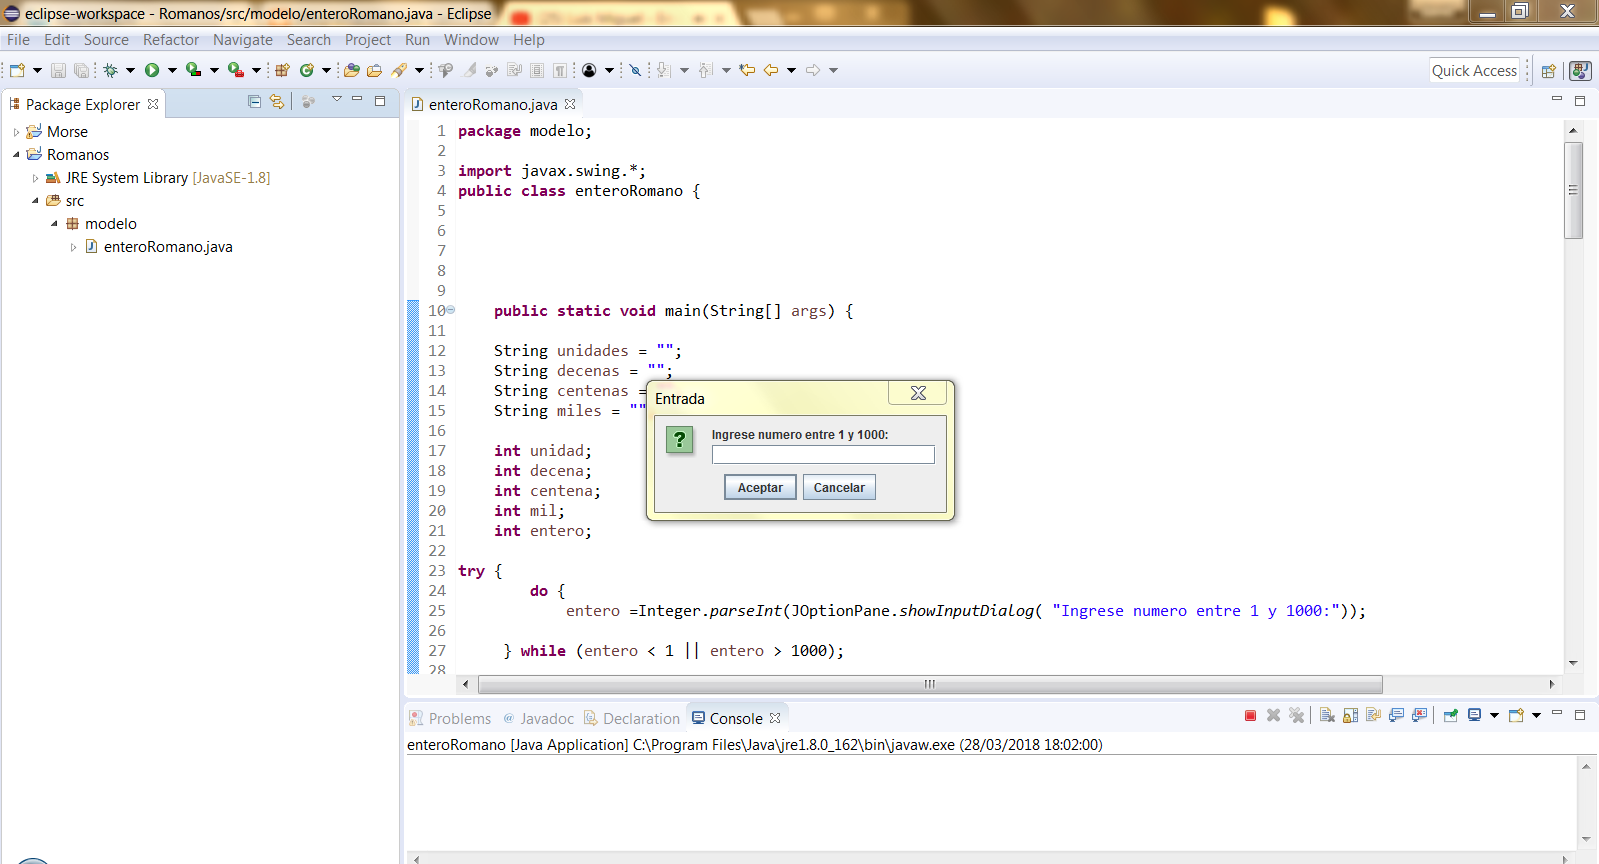 eclipse-workspace - Romanos/src/modelo/enteroRomano.java - Eclipse
File Edit Source Refactor Navigate Search Project Run Window Help
Quick Access
Package Explorer
Morse
Romanos
JRE System Library [JavaSE-1.8]
src
modelo
enteroRomano.java
enteroRomano.java
1 package modelo;
2
3 import javax.swing.*;
4 public class enteroRomano {
5
6
7
8
9
10 public static void main(String[] args) {
11
12 String unidades = "";
13 String decenas = "";
14 String centenas =
15 String miles = ""
16
17 int unidad;
18 int decena;
19 int centena;
20 int mil;
21 int entero;
22
23 try {
24 do {
25 entero =Integer.parseInt(JOptionPane.showInputDialog( "Ingrese numero entre 1 y 1000:"));
26
27 } while (entero < 1 || entero > 1000);
28
Entrada
Ingrese numero entre 1 y 1000:
Aceptar Cancelar
Problems @ Javadoc Declaration Console
enteroRomano [Java Application] C:\Program Files\Java\jre1.8.0_162\bin\javaw.exe (28/03/2018 18:02:00)